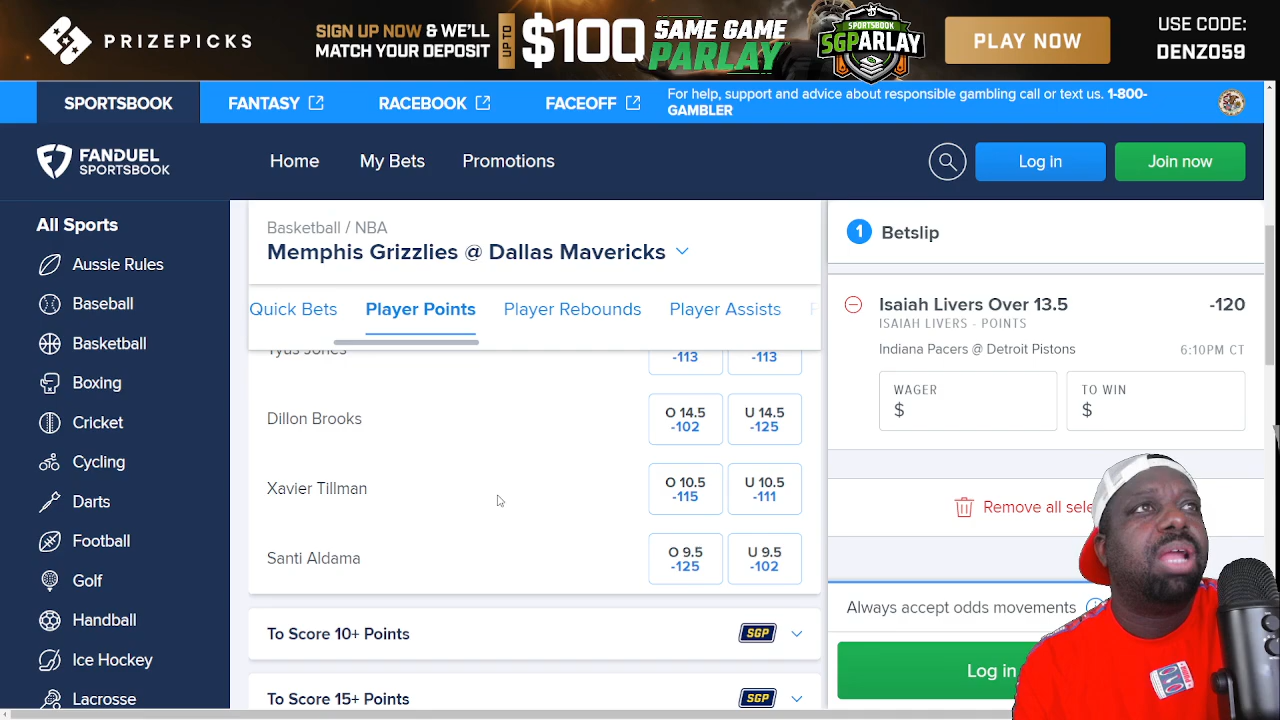 PRIZEPICKS
SIGN UP NOW & WE'LL
MATCH YOUR DEPOSIT
UP TO
$100
SAME GAME
PARLAY
SPORTSBOOK
SGPARLAY
PLAY NOW
USE CODE:
DENZO59
SPORTSBOOK
FANTASY
RACEBOOK
FACEOFF
For help, support and advice about responsible gambling call or text us. 1-800-
GAMBLER
FANDUEL
SPORTSBOOK
Home
My Bets
Promotions
Log in
Join now
All Sports
Aussie Rules
Baseball
Basketball
Boxing
Cricket
Cycling
Darts
Football
Golf
Handball
Ice Hockey
Lacrosse
Basketball / NBA
Memphis Grizzlies @ Dallas Mavericks
Quick Bets
Player Points
Player Rebounds
Player Assists
Tyus Jones
-113
-113
Dillon Brooks
O 14.5
-102
U 14.5
-125
Xavier Tillman
O 10.5
-115
U 10.5
-111
Santi Aldama
O 9.5
-125
U 9.5
-102
To Score 10+ Points
SGP
To Score 15+ Points
SGP
1
Betslip
Isaiah Livers Over 13.5
-120
ISAIAH LIVERS - POINTS
Indiana Pacers @ Detroit Pistons
6:10PM CT
WAGER
$
TO WIN
$
Remove all sele
Always accept odds movements
Log in